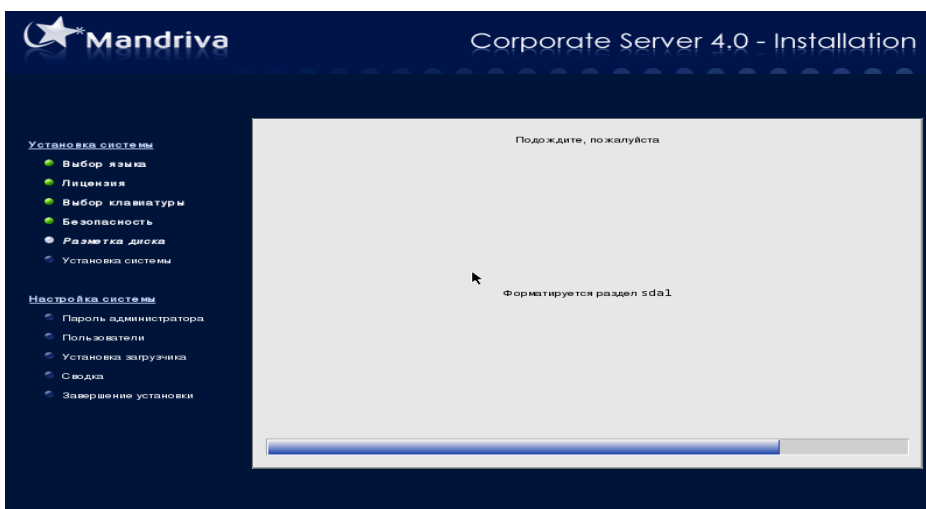 Mandriva
Corporate Server 4.0 - Installation
Установка системы
Выбор языка
Лицензия
Выбор клавиатуры
Безопасность
Разметка диска
Установка системы
Настройка системы
Пароль администратора
Пользователи
Установка загрузчика
Сводка
Завершение установки
Подождите, пожалуйста
Форматируется раздел sda1